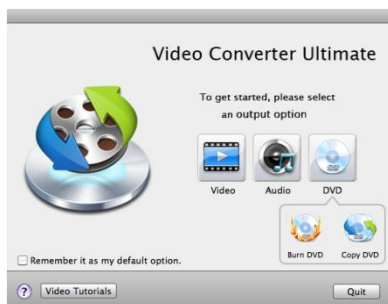 Video Converter Ultimate
To get started, please select
an output option
Video Audio DVD
Burn DVD Copy DVD
Remember it as my default option.
? Video Tutorials Quit